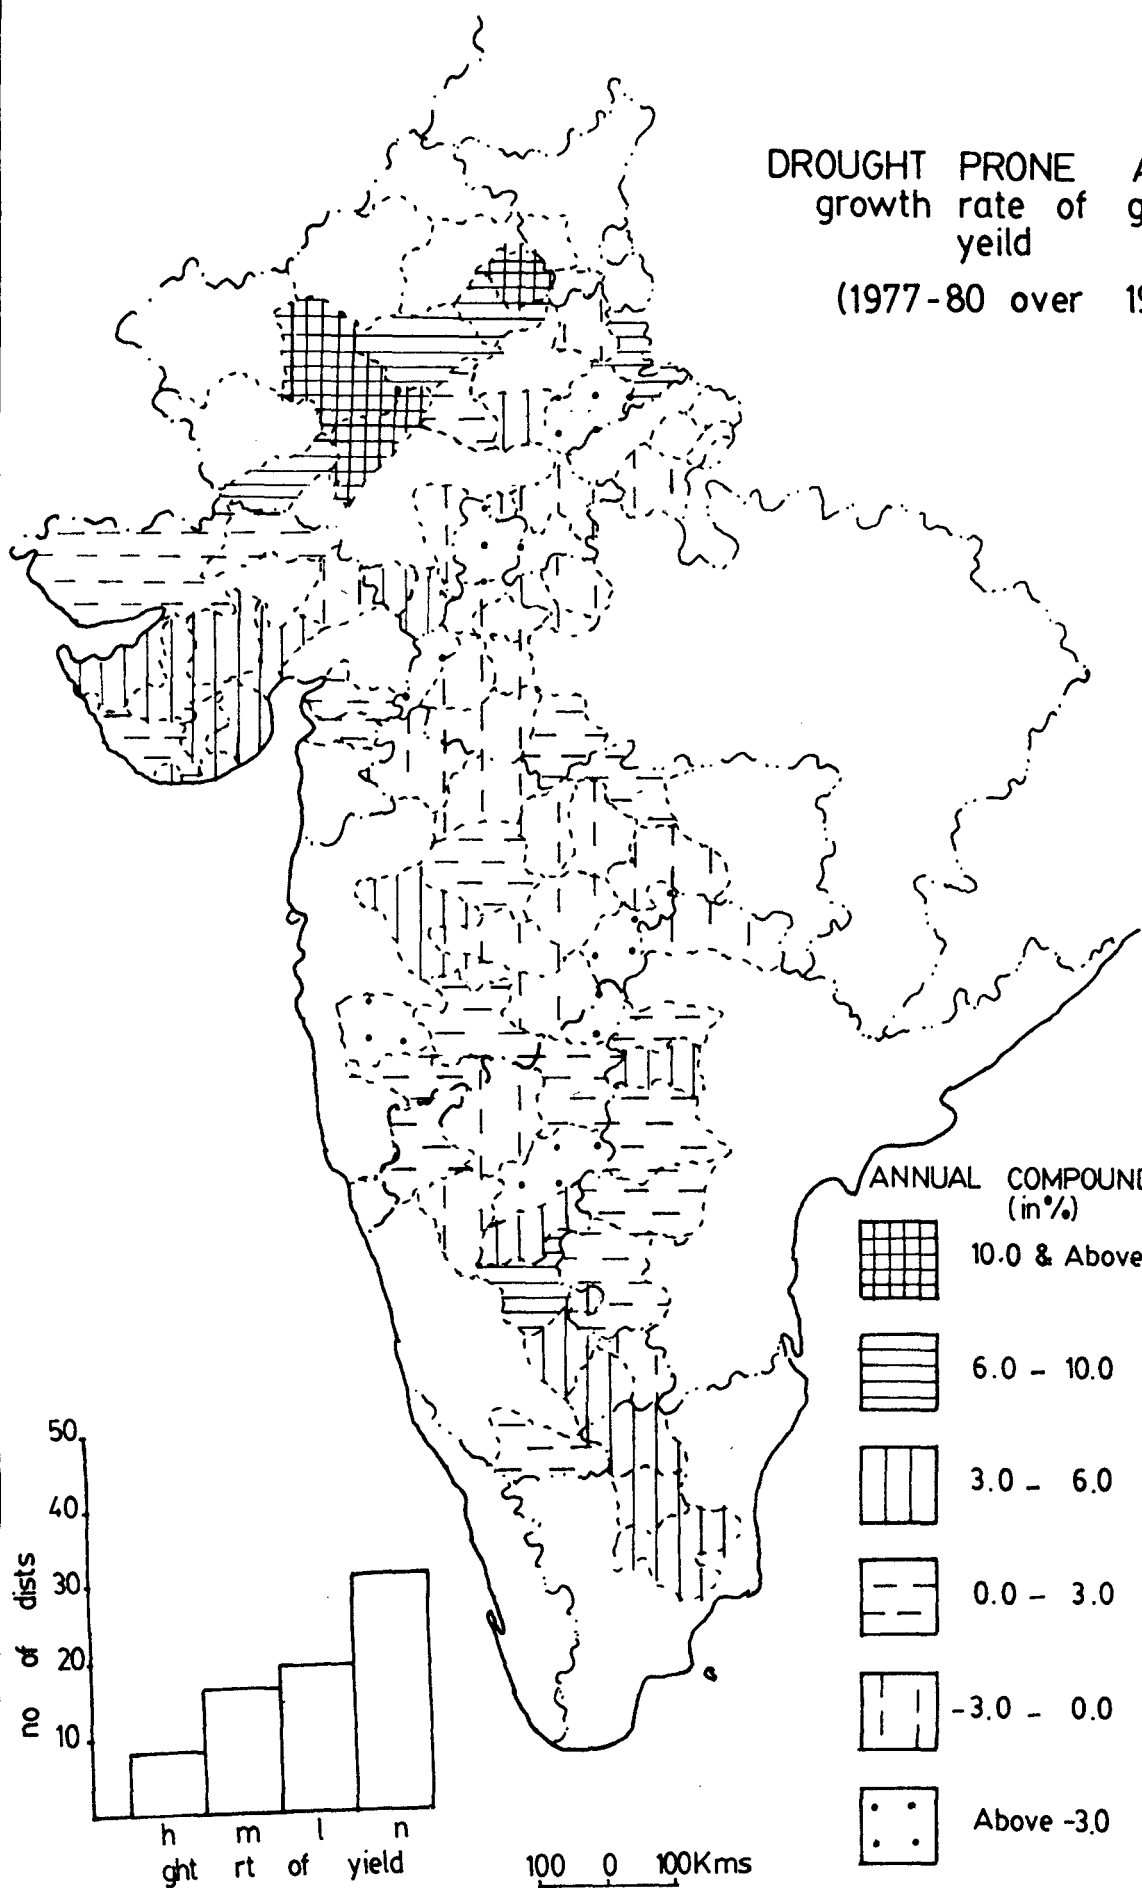 DROUGHT PRONE A
growth rate of g
yeild
(1977-80 over 19
ANNUAL COMPOUND
(in%)
10.0 & Above
6.0 - 10.0
3.0 - 6.0
0.0 - 3.0
-3.0 - 0.0
Above -3.0
no of dists
50
40
30
20
10
h m l n
ght rt of yield
100 0 100Kms